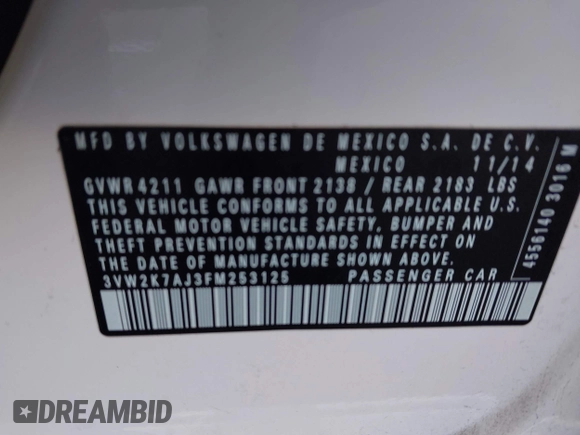 MFD BY VOLKSWAGEN DE MEXICO S.A. DE C.V.
MEXICO 11/14
GVWR 4211 GAWR FRONT 2138 / REAR 2183 LBS
THIS VEHICLE CONFORMS TO ALL APPLICABLE U.S.
FEDERAL MOTOR VEHICLE SAFETY, BUMPER AND
THEFT PREVENTION STANDARDS IN EFFECT ON
THE DATE OF MANUFACTURE SHOWN ABOVE.
3VW2K7AJ3FM253125 PASSENGER CAR
4556140 3016 M
DREAMBID